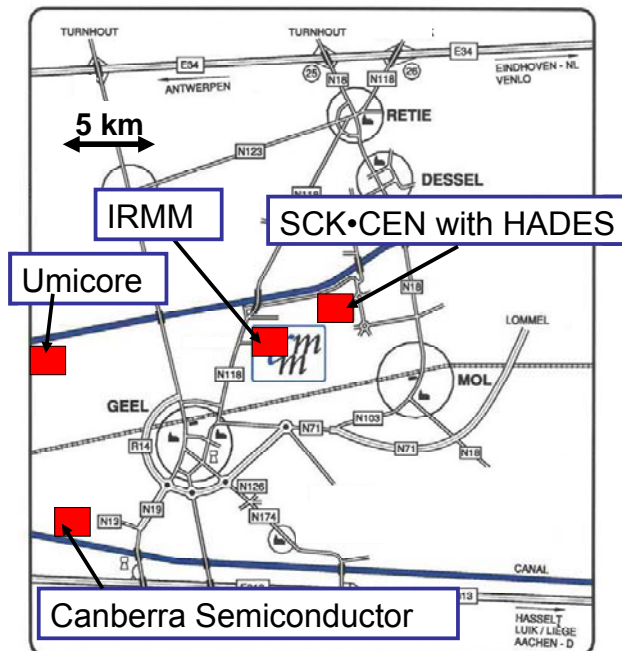 TURNHOUT
TURNHOUT
E34
E34
25
N18
N118
26
EINDHOVEN - NL
VENLO
ANTWERPEN
RETIE
5 km
N123
DESSEL
N118
IRMM
SCK•CEN with HADES
Umicore
N18
LOMMEL
mm
N118
MOL
GEEL
N103
R14
N71
N71
N18
N126
N19
N13
N174
CANAL
Canberra Semiconductor
HASSELT
LUIK / LIEGE
AACHEN - D